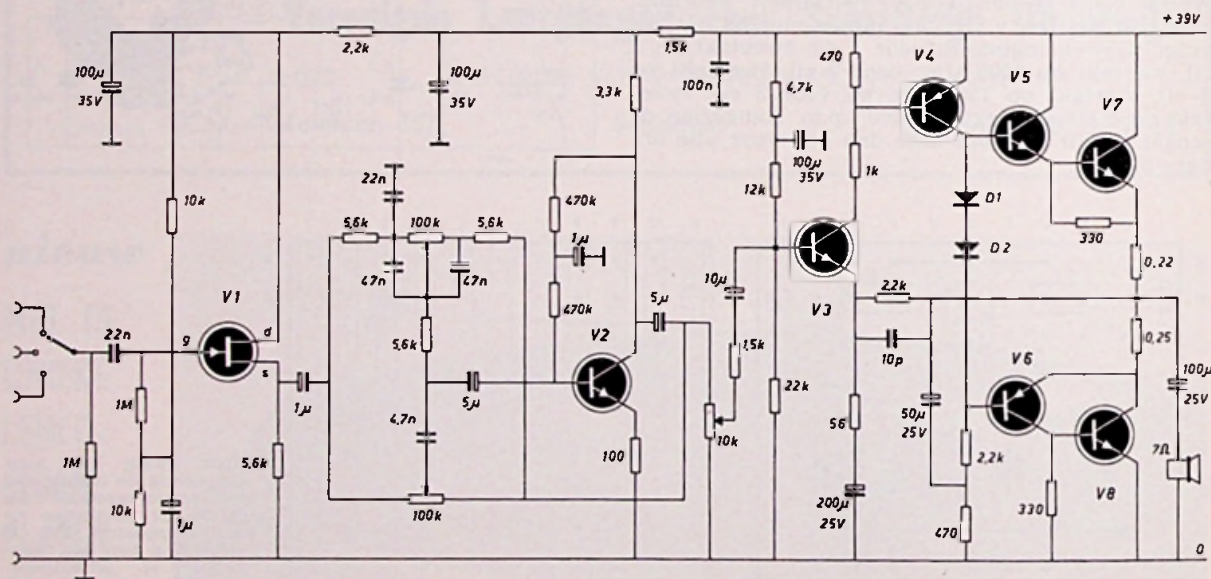 +39V
2,2k
1,5k
470
V4
V5
V7
100µ
35V
100µ
35V
3,3k
100n
4,7k
100µ
35V
1k
12k
22n
10k
5,6k
100k
5,6k
470k
1µ
D1
330
D2
0,22
47n
47n
V1
d
g
s
22n
470k
5µ
10µ
V3
2,2k
5,6k
V2
1,5k
10p
0,25
V6
1µ
5µ
22k
100µ
25V
1M
4,7n
10k
56
50µ
25V
1M
5,6k
100
2,2k
7Ω
V8
10k
1µ
100k
200µ
25V
470
330
0